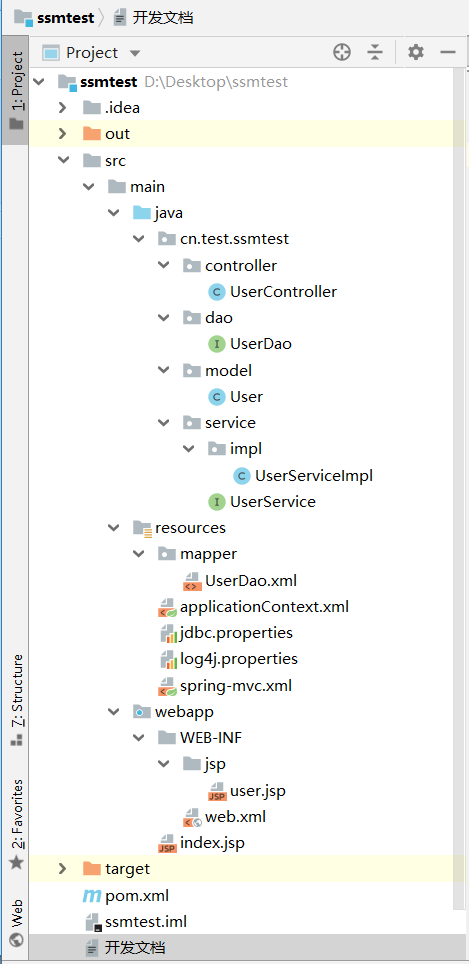 ssmtest 开发文档
Project
ssmtest D:\Desktop\ssmtest
.idea
out
src
main
java
cn.test.ssmtest
controller
C UserController
dao
I UserDao
model
C User
service
impl
C UserServiceImpl
I UserService
resources
mapper
UserDao.xml
applicationContext.xml
jdbc.properties
log4j.properties
spring-mvc.xml
webapp
WEB-INF
jsp
JSP user.jsp
web.xml
JSP index.jsp
target
m pom.xml
ssmtest.iml
开发文档
1: Project
7: Structure
2: Favorites
Web